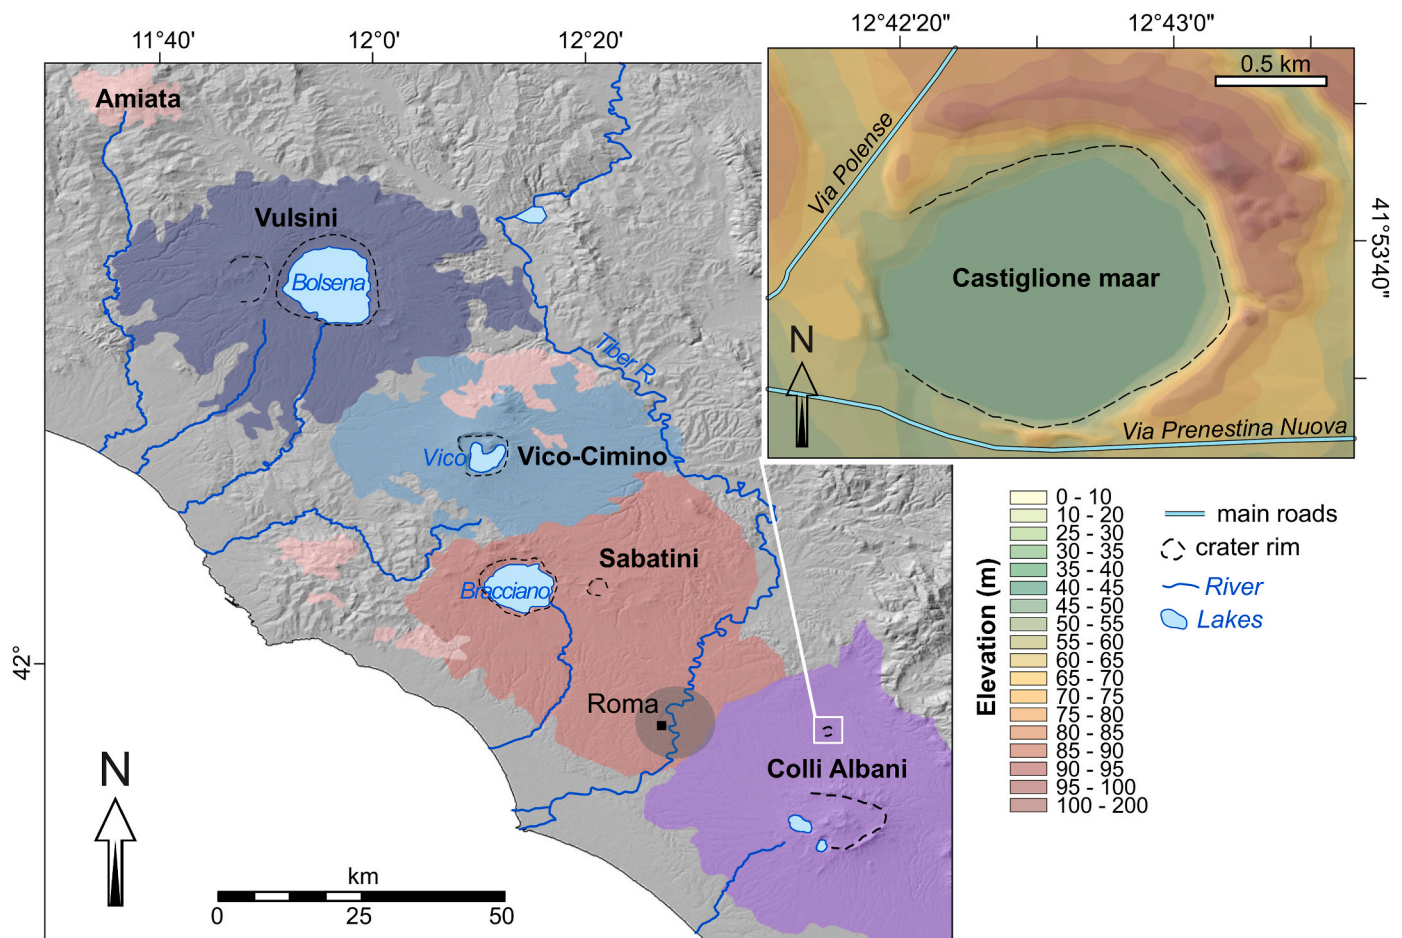 11°40'
12°0'
12°20'
12°42'20"
12°43'0"
0.5 km
Amiata
Via Polense
Vulsini
Bolsena
Castiglione maar
41°53'40"
N
Tiber R.
Via Prenestina Nuova
Vico
Vico-Cimino
Sabatini
Bracciano
42°
Roma
Colli Albani
N
km
0
25
50
Elevation (m)
0 - 10
10 - 20
25 - 30
30 - 35
35 - 40
40 - 45
45 - 50
50 - 55
55 - 60
60 - 65
65 - 70
70 - 75
75 - 80
80 - 85
85 - 90
90 - 95
95 - 100
100 - 200
main roads
crater rim
River
Lakes